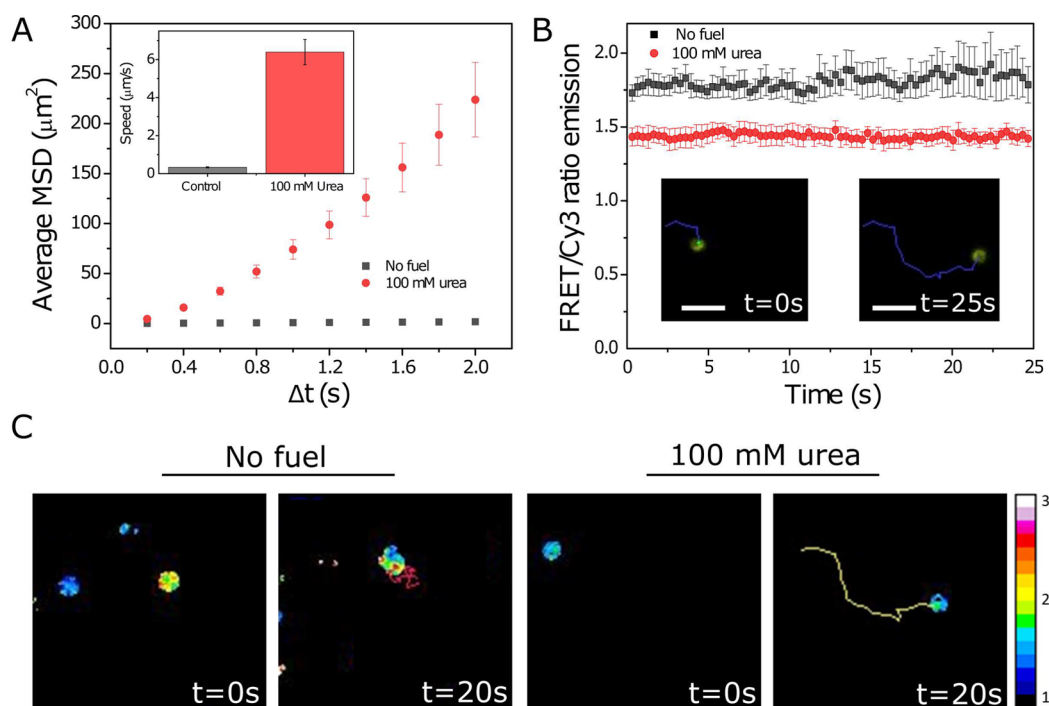 A
Average MSD (μm²)
300
250
200
150
100
50
0
0.0 0.4 0.8 1.2 1.6 2.0
Δt (s)
Speed (μm/s)
6
4
2
0
Control 100 mM Urea
No fuel
100 mM urea
B
FRET/Cy3 ratio emission
2.0
1.5
1.0
0.5
0.0
0 5 10 15 20 25
Time (s)
No fuel
100 mM urea
t=0s
t=25s
C
No fuel
100 mM urea
t=0s
t=20s
t=0s
t=20s
3
2
1